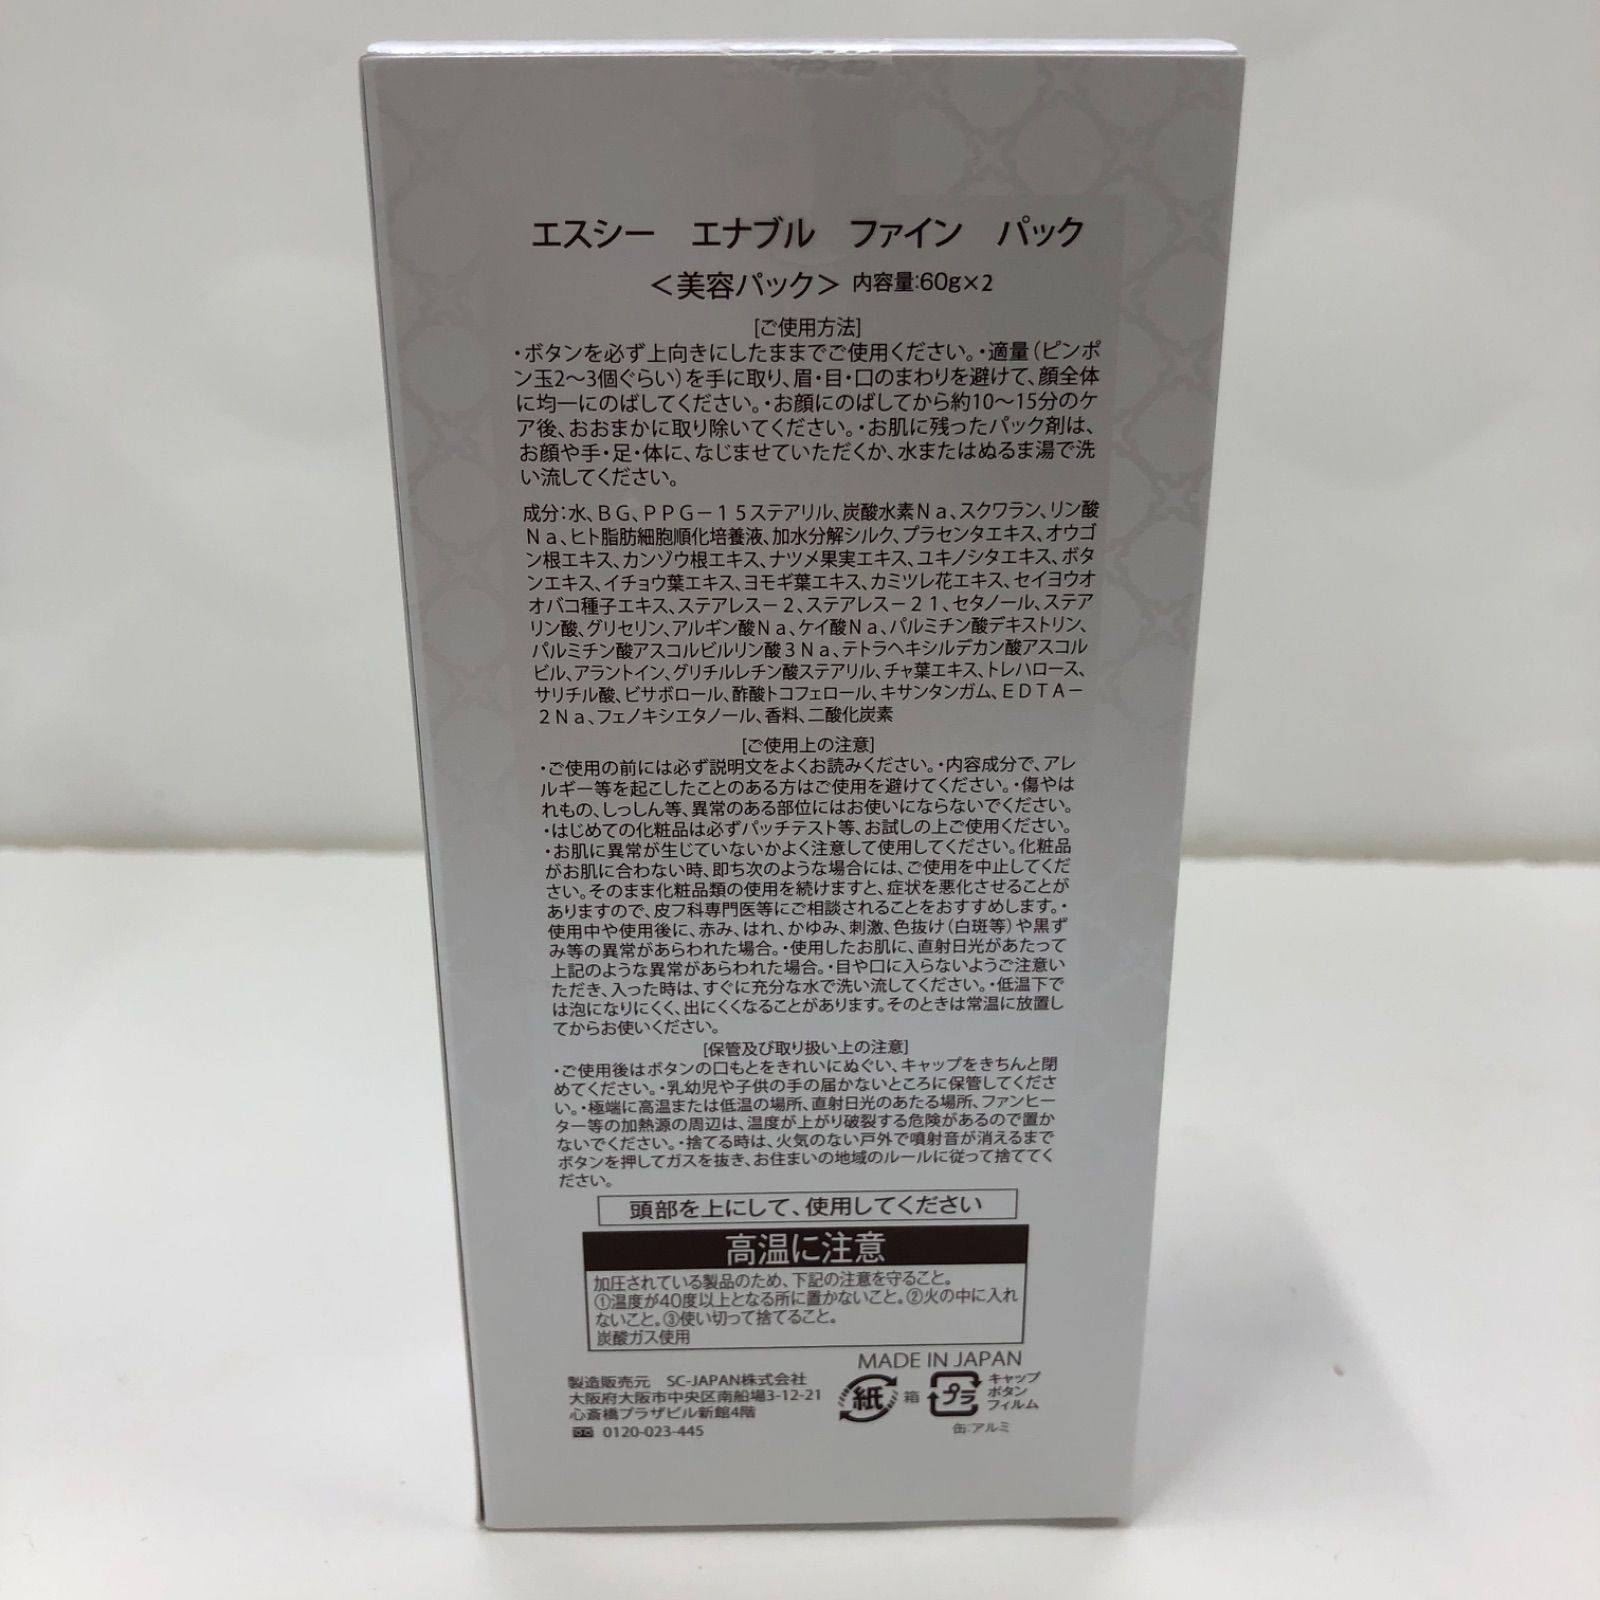 エスシー　エナブル　ファイン　パック
＜美容パック＞ 内容量:60g×2
[ご使用方法]
・ボタンを必ず上向きにしたままでご使用ください。・適量（ピンポ
ン玉2〜3個ぐらい）を手に取り、眉・目・口のまわりを避けて、顔全体
に均一にのばしてください。・お顔にのばしてから約10〜15分のケ
ア後、おおまかに取り除いてください。・お肌に残ったパック剤は、
お顔や手・足・体に、なじませていただくか、水またはぬるま湯で洗
い流してください。
成分：水、ＢＧ、ＰＰＧ－１５ステアリル、炭酸水素Ｎａ、スクワラン、リン酸
Ｎａ、ヒト脂肪細胞順化培養液、加水分解シルク、プラセンタエキス、オウゴ
ン根エキス、カンゾウ根エキス、ナツメ果実エキス、ユキノシタエキス、ボタ
ンエキス、イチョウ葉エキス、ヨモギ葉エキス、カミツレ花エキス、セイヨウオ
オバコ種子エキス、ステアレス－２、ステアレス－２１、セタノール、ステア
リン酸、グリセリン、アルギン酸Ｎａ、ケイ酸Ｎａ、パルミチン酸デキストリン、
パルミチン酸アスコルビルリン酸３Ｎａ、テトラヘキシルデカン酸アスコル
ビル、アラントイン、グリチルレチン酸ステアリル、チャ葉エキス、トレハロース、
サリチル酸、ビサボロール、酢酸トコフェロール、キサンタンガム、ＥＤＴＡ－
２Ｎａ、フェノキシエタノール、香料、二酸化炭素
[ご使用上の注意]
・ご使用の前には必ず説明文をよくお読みください。・内容成分で、アレ
ルギー等を起こしたことのある方はご使用を避けてください。・傷やは
れもの、しっしん等、異常のある部位にはお使いにならないでください。
・はじめての化粧品は必ずパッチテスト等、お試しの上ご使用ください。
・お肌に異常が生じていないかよく注意して使用してください。化粧品
がお肌に合わない時、即ち次のような場合には、ご使用を中止してくだ
さい。そのまま化粧品類の使用を続けますと、症状を悪化させることが
ありますので、皮フ科専門医等にご相談されることをおすすめします。・
使用中や使用後に、赤み、はれ、かゆみ、刺激、色抜け（白斑等）や黒ず
み等の異常があらわれた場合。・使用したお肌に、直射日光があたって
上記のような異常があらわれた場合。・目や口に入らないようご注意い
ただき、入った時は、すぐに充分な水で洗い流してください。・低温下で
は泡になりにくく、出にくくなることがあります。そのときは常温に放置し
てからお使いください。
[保管及び取り扱い上の注意]
・ご使用後はボタンの口もとをきれいにぬぐい、キャップをきちんと閉
めてください。・乳幼児や子供の手の届かないところに保管してくださ
い。・極端に高温または低温の場所、直射日光のあたる場所、ファンヒー
ター等の加熱源の周辺は、温度が上がり破裂する危険があるので置か
ないでください。・捨てる時は、火気のない戸外で噴射音が消えるまで
ボタンを押してガスを抜き、お住まいの地域のルールに従って捨ててく
ださい。
頭部を上にして、使用してください
高温に注意
加圧されている製品のため、下記の注意を守ること。
①温度が40度以上となる所に置かないこと。②火の中に入れ
ないこと。③使い切って捨てること。
炭酸ガス使用
MADE IN JAPAN
製造販売元　SC-JAPAN株式会社
大阪府大阪市中央区南船場3-12-21
心斎橋プラザビル新館4階
0120-023-445
紙 箱
プラ キャップ
ボタン
フィルム
缶:アルミ